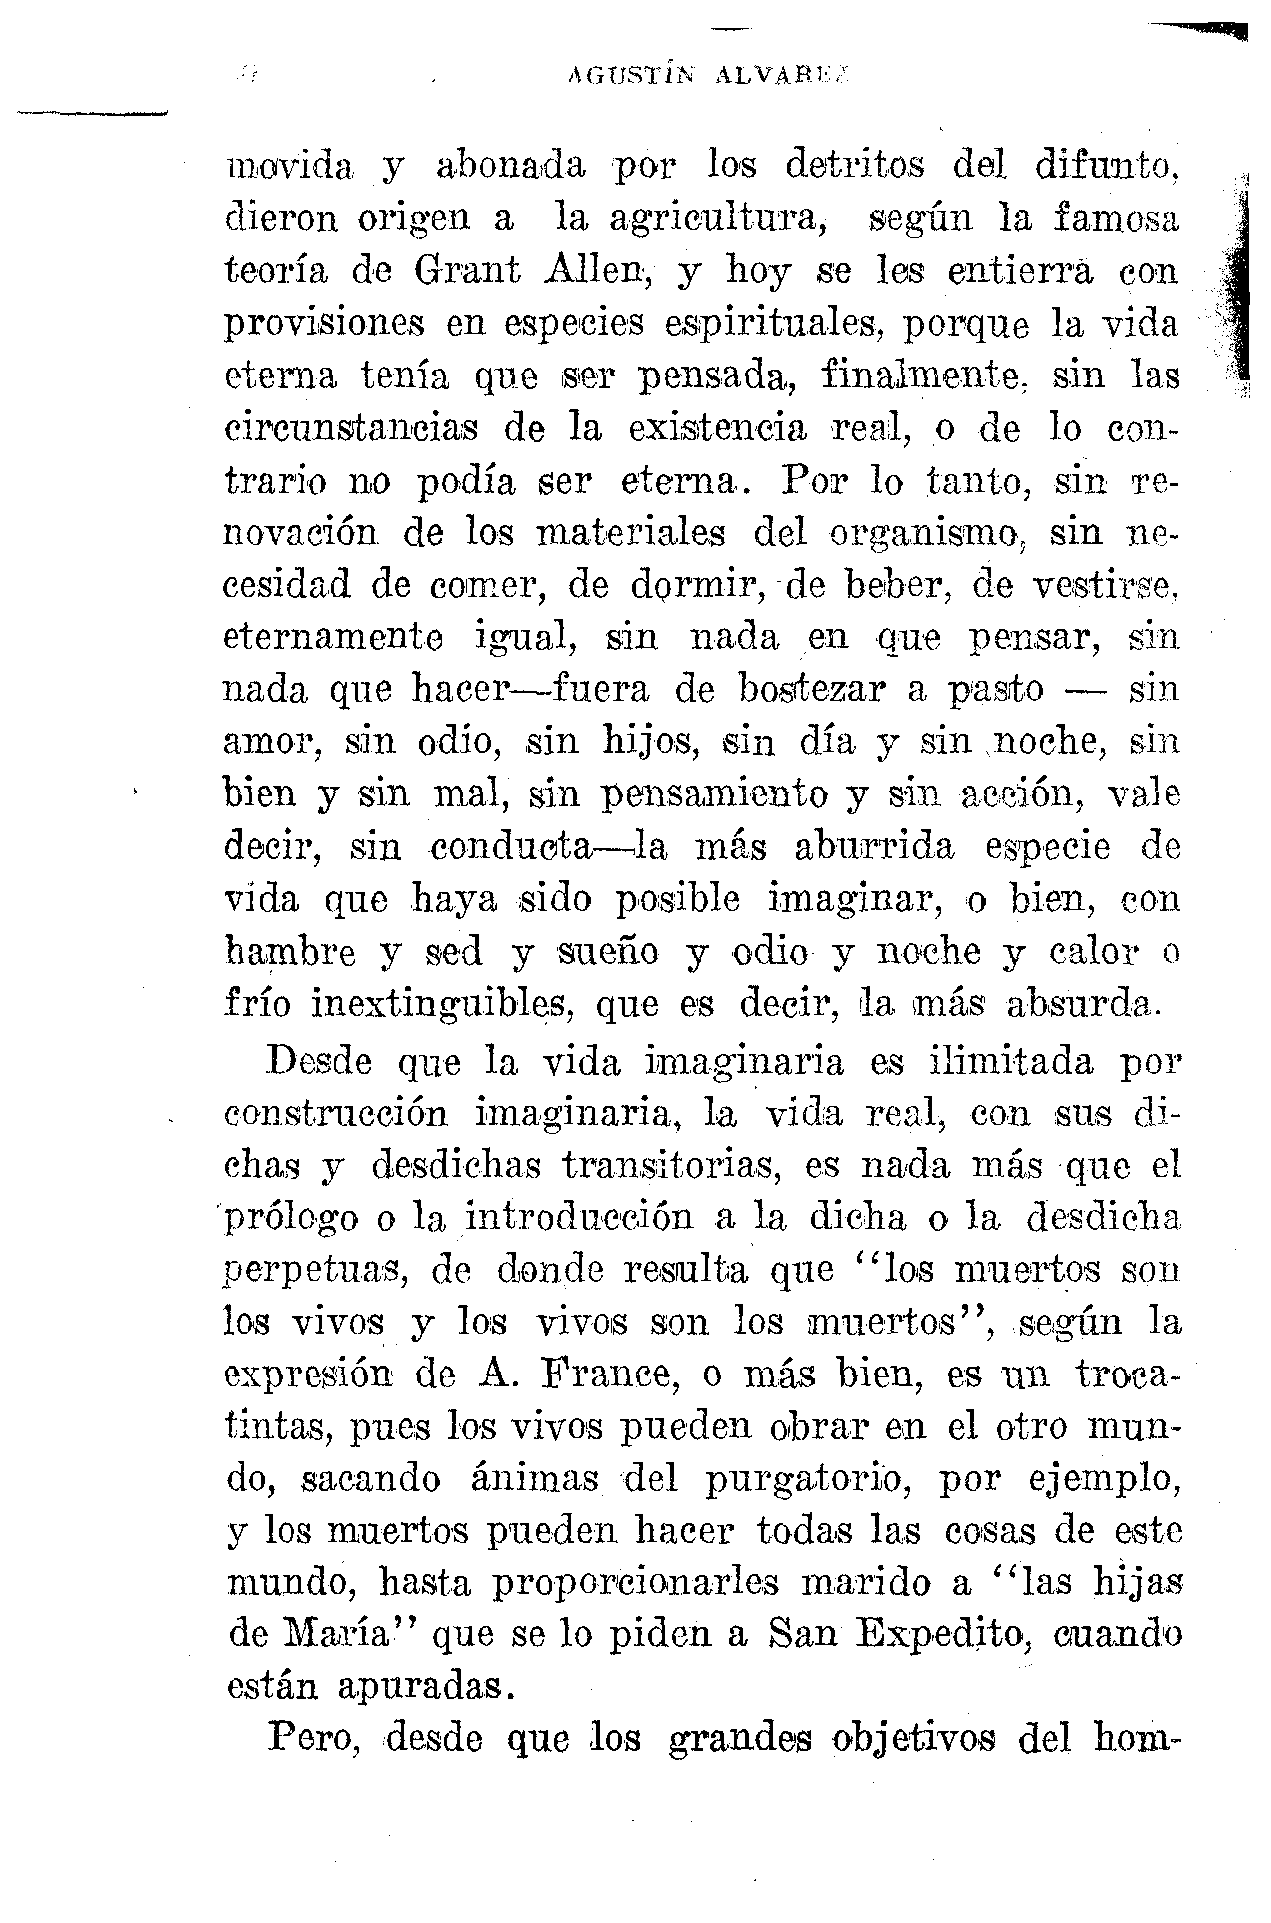 AGUSTÍN ALVAREZ
movida y abonada por los detritos del difunto,
dieron origen a la agricultura, según la famosa
teoría de Grant Allen, y hoy se les entierra con
provisiones en especies espirituales, porque la vida
eterna tenía que ser pensada, finalmente, sin las
circunstancias de la existencia real, o de lo con-
trario no podía ser eterna. Por lo tanto, sin re-
novación de los materiales del organismo, sin ne-
cesidad de comer, de dormir, de beber, de vestirse,
eternamente igual, sin nada en que pensar, sin
nada que hacer—fuera de bostezar a pasto — sin
amor, sin odio, sin hijos, sin día y sin noche, sin
bien y sin mal, sin pensamiento y sin acción, vale
decir, sin conducta—la más aburrida especie de
vida que haya sido posible imaginar, o bien, con
hambre y sed y sueño y odio y noche y calor o
frío inextinguibles, que es decir, la más absurda.
Desde que la vida imaginaria es ilimitada por
construcción imaginaria, la vida real, con sus di-
chas y desdichas transitorias, es nada más que el
prólogo o la introducción a la dicha o la desdicha
perpetuas, de donde resulta que ‘‘los muertos son
los vivos y los vivos son los muertos’’, según la
expresión de A. France, o más bien, es un troca-
tintas, pues los vivos pueden obrar en el otro mun-
do, sacando ánimas del purgatorio, por ejemplo,
y los muertos pueden hacer todas las cosas de este
mundo, hasta proporcionarles marido a ‘‘las hijas
de María’’ que se lo piden a San Expedito, cuando
están apuradas.
Pero, desde que los grandes objetivos del hom-